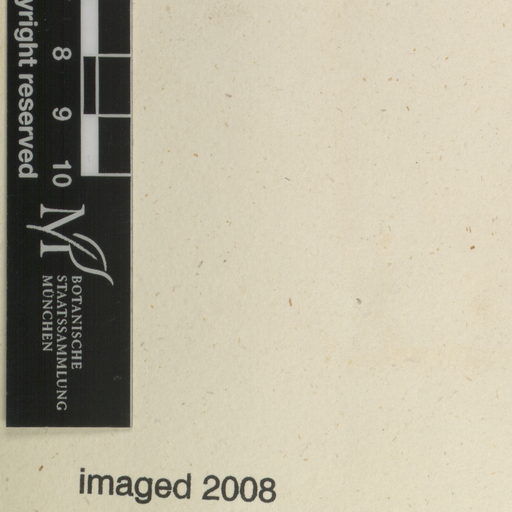 yright reserved
8 9 10
M
BOTANISCHE
STAATSSAMMLUNG
MÜNCHEN
imaged 2008